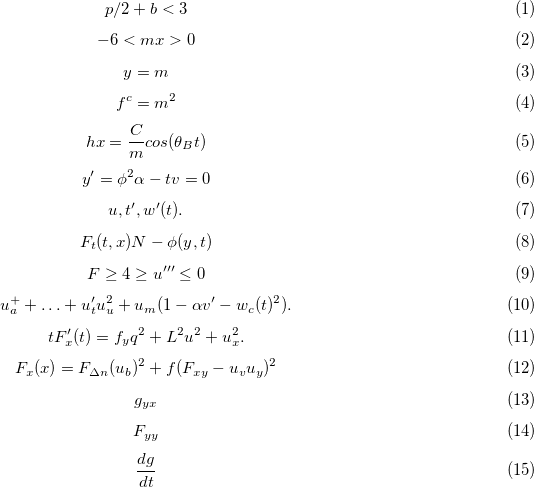 p/2 + b < 3 (1)
−6 < mx > 0 (2)
y = m (3)
f^c = m^2 (4)
hx = \frac{C}{m} cos(θ_B t) (5)
y′ = ϕ^2 α − tv = 0 (6)
u, t′, w′(t). (7)
F_t(t, x)N − ϕ(y, t) (8)
F ≥ 4 ≥ u′′′ ≤ 0 (9)
u_a^+ + … + u′_t u_u^2 + u_m(1 − αv′ − w_c(t)^2). (10)
tF′_x(t) = f_y q^2 + L^2 u^2 + u_x^2. (11)
F_x(x) = F_{Δn}(u_b)^2 + f(F_{xy} − u_v u_y)^2 (12)
g_{yx} (13)
F_{yy} (14)
\frac{dg}{dt} (15)